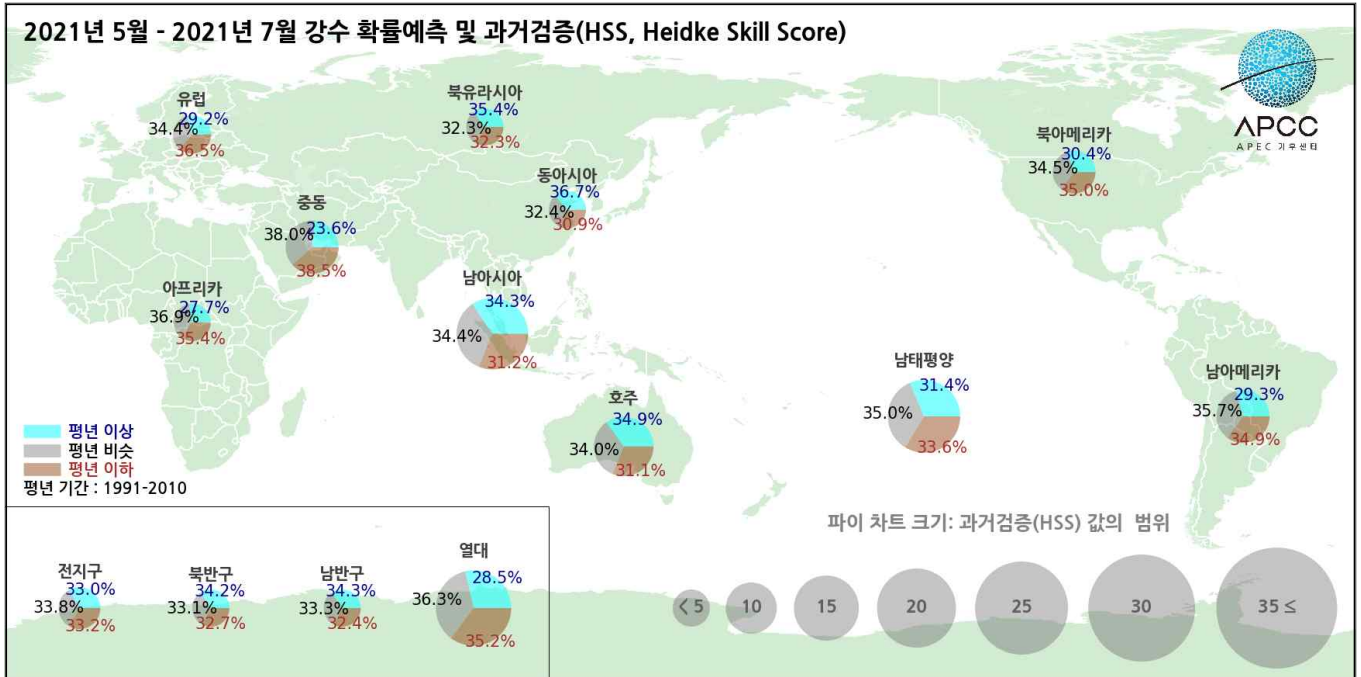 2021년 5월 - 2021년 7월 강수 확률예측 및 과거검증(HSS, Heidke Skill Score)
APCC
APEC 기후센터
유럽
29.2%
34.4%
36.5%
북유라시아
35.4%
32.3%
32.3%
북아메리카
30.4%
34.5%
35.0%
동아시아
36.7%
32.4%
30.9%
중동
23.6%
38.0%
38.5%
아프리카
27.7%
36.9%
35.4%
남아시아
34.3%
34.4%
31.2%
남태평양
31.4%
35.0%
33.6%
남아메리카
29.3%
35.7%
34.9%
호주
34.9%
34.0%
31.1%
평년 이상
평년 비슷
평년 이하
평년 기간 : 1991-2010
파이 차트 크기: 과거검증(HSS) 값의 범위
< 5 10 15 20 25 30 35 ≤
전지구
33.0%
33.8%
33.2%
북반구
34.2%
33.1%
32.7%
남반구
34.3%
33.3%
32.4%
열대
28.5%
36.3%
35.2%